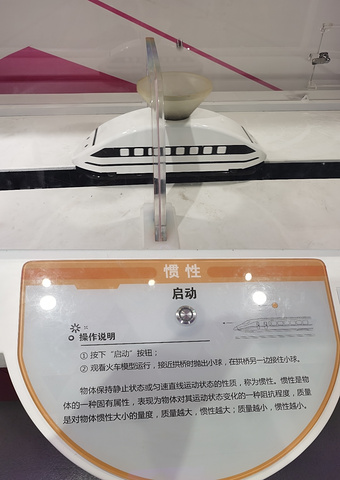 惯性
启动
操作说明
① 按下“启动”按钮；
② 观看火车模型运行，接近拱桥时抛出小球，在拱桥另一边接住小球。
物体保持静止状态或匀速直线运动状态的性质，称为惯性。惯性是物
体的一种固有属性，表现为物体对其运动状态变化的一种阻抗程度，质量
是对物体惯性大小的量度，质量越大，惯性越大；质量越小，惯性越小。